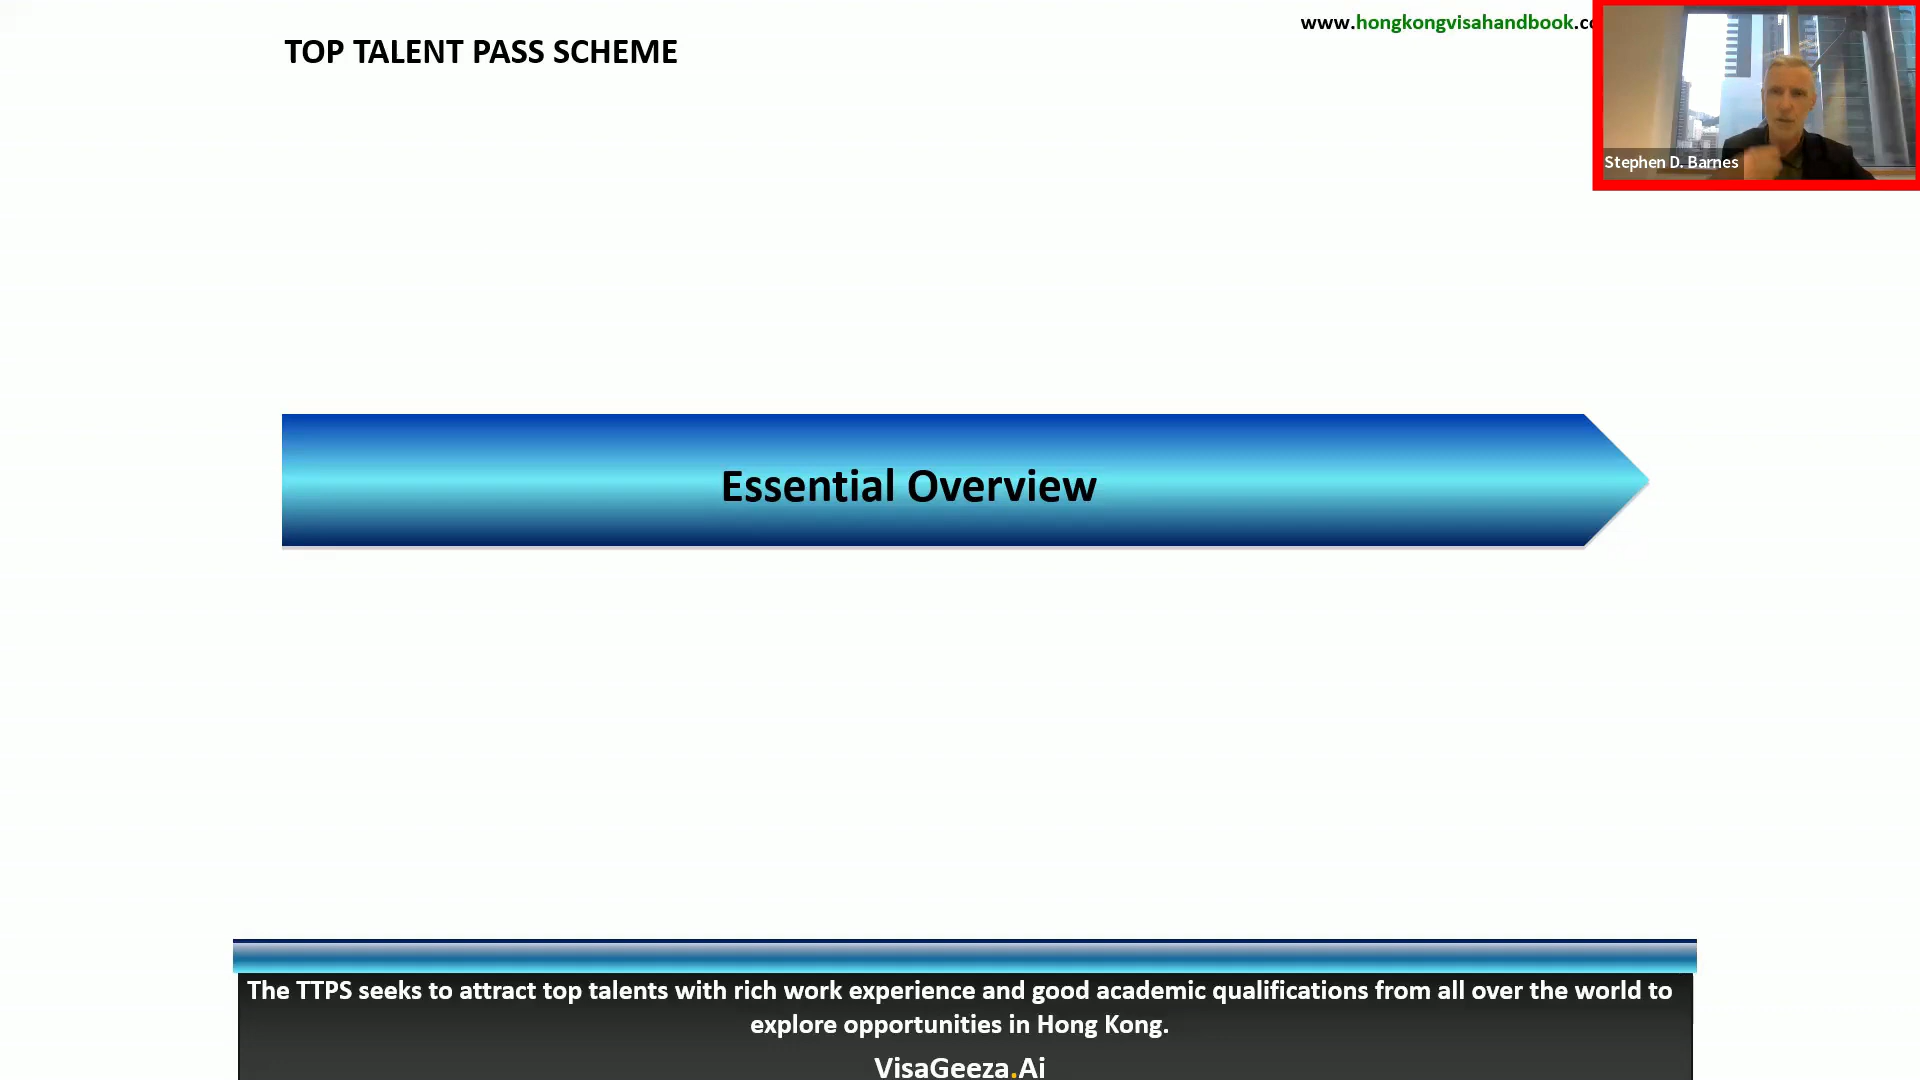 www.hongkongvisahandbook.c
TOP TALENT PASS SCHEME
Stephen D. Barnes
Essential Overview
The TTPS seeks to attract top talents with rich work experience and good academic qualifications from all over the world to
explore opportunities in Hong Kong.
VisaGeeza.Ai